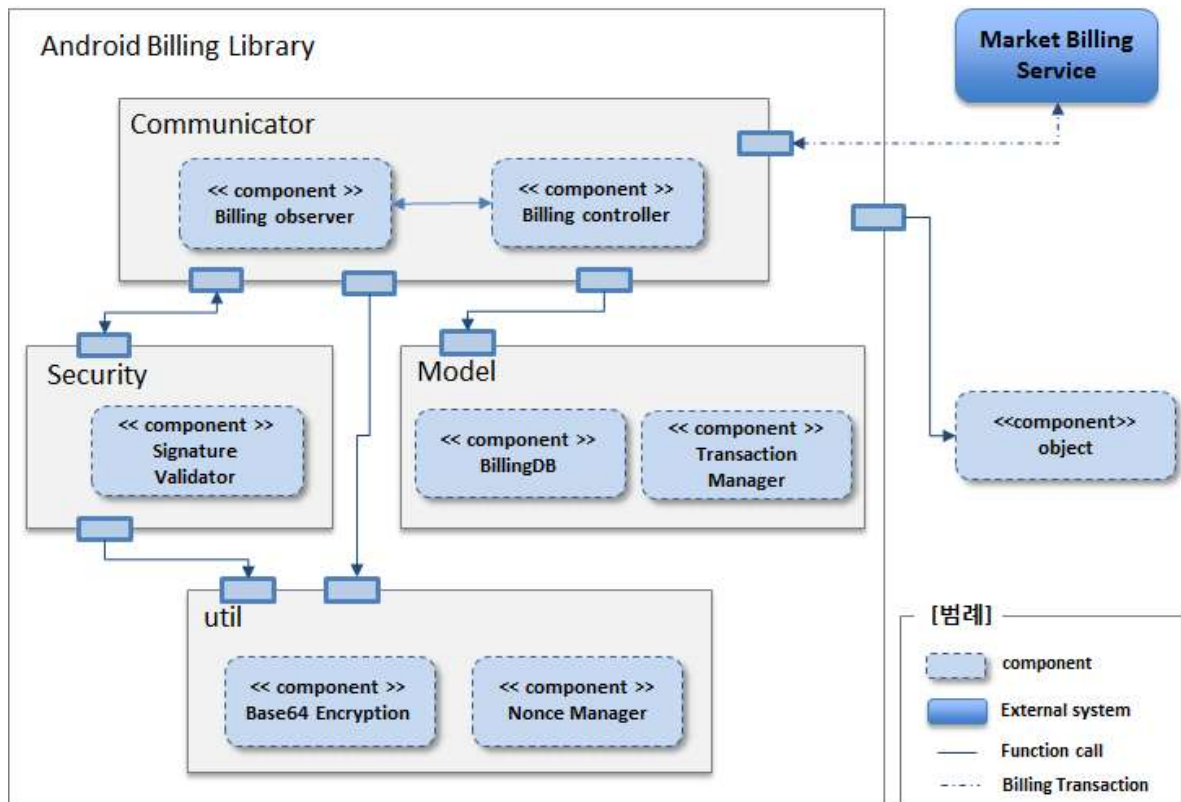 Android Billing Library
Market Billing
Service
Communicator
<< component >>
Billing observer
<< component >>
Billing controller
Security
<< component >>
Signature
Validator
Model
<< component >>
BillingDB
<< component >>
Transaction
Manager
<<component>>
object
util
<< component >>
Base64 Encryption
<< component >>
Nonce Manager
[범례]
component
External system
Function call
Billing Transaction